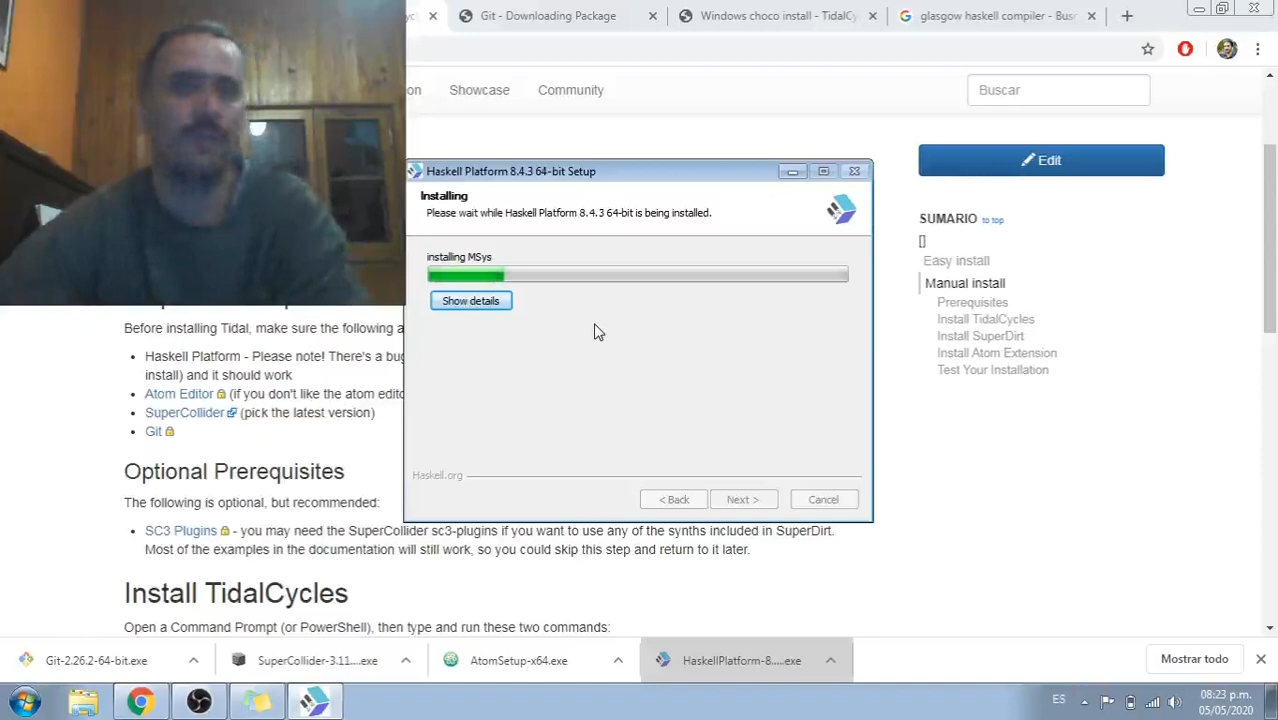 Git - Downloading Package
Windows choco install - TidalCy
glasgow haskell compiler - Bus
on
Showcase
Community
Buscar
Edit
Haskell Platform 8.4.3 64-bit Setup
Installing
Please wait while Haskell Platform 8.4.3 64-bit is being installed.
installing MSys
Show details
Haskell.org
< Back
Next >
Cancel
SUMARIO to top
[]
Easy install
Manual install
Prerequisites
Install TidalCycles
Install SuperDirt
Install Atom Extension
Test Your Installation
Before installing Tidal, make sure the following a
Haskell Platform - Please note! There's a bug
install) and it should work
Atom Editor (if you don't like the atom edito
SuperCollider (pick the latest version)
Git
Optional Prerequisites
The following is optional, but recommended:
SC3 Plugins - you may need the SuperCollider sc3-plugins if you want to use any of the synths included in SuperDirt.
Most of the examples in the documentation will still work, so you could skip this step and return to it later.
Install TidalCycles
Open a Command Prompt (or PowerShell), then type and run these two commands:
Git-2.26.2-64-bit.exe
SuperCollider-3.11....exe
AtomSetup-x64.exe
HaskellPlatform-8.....exe
Mostrar todo
ES
08:23 p.m.
05/05/2020